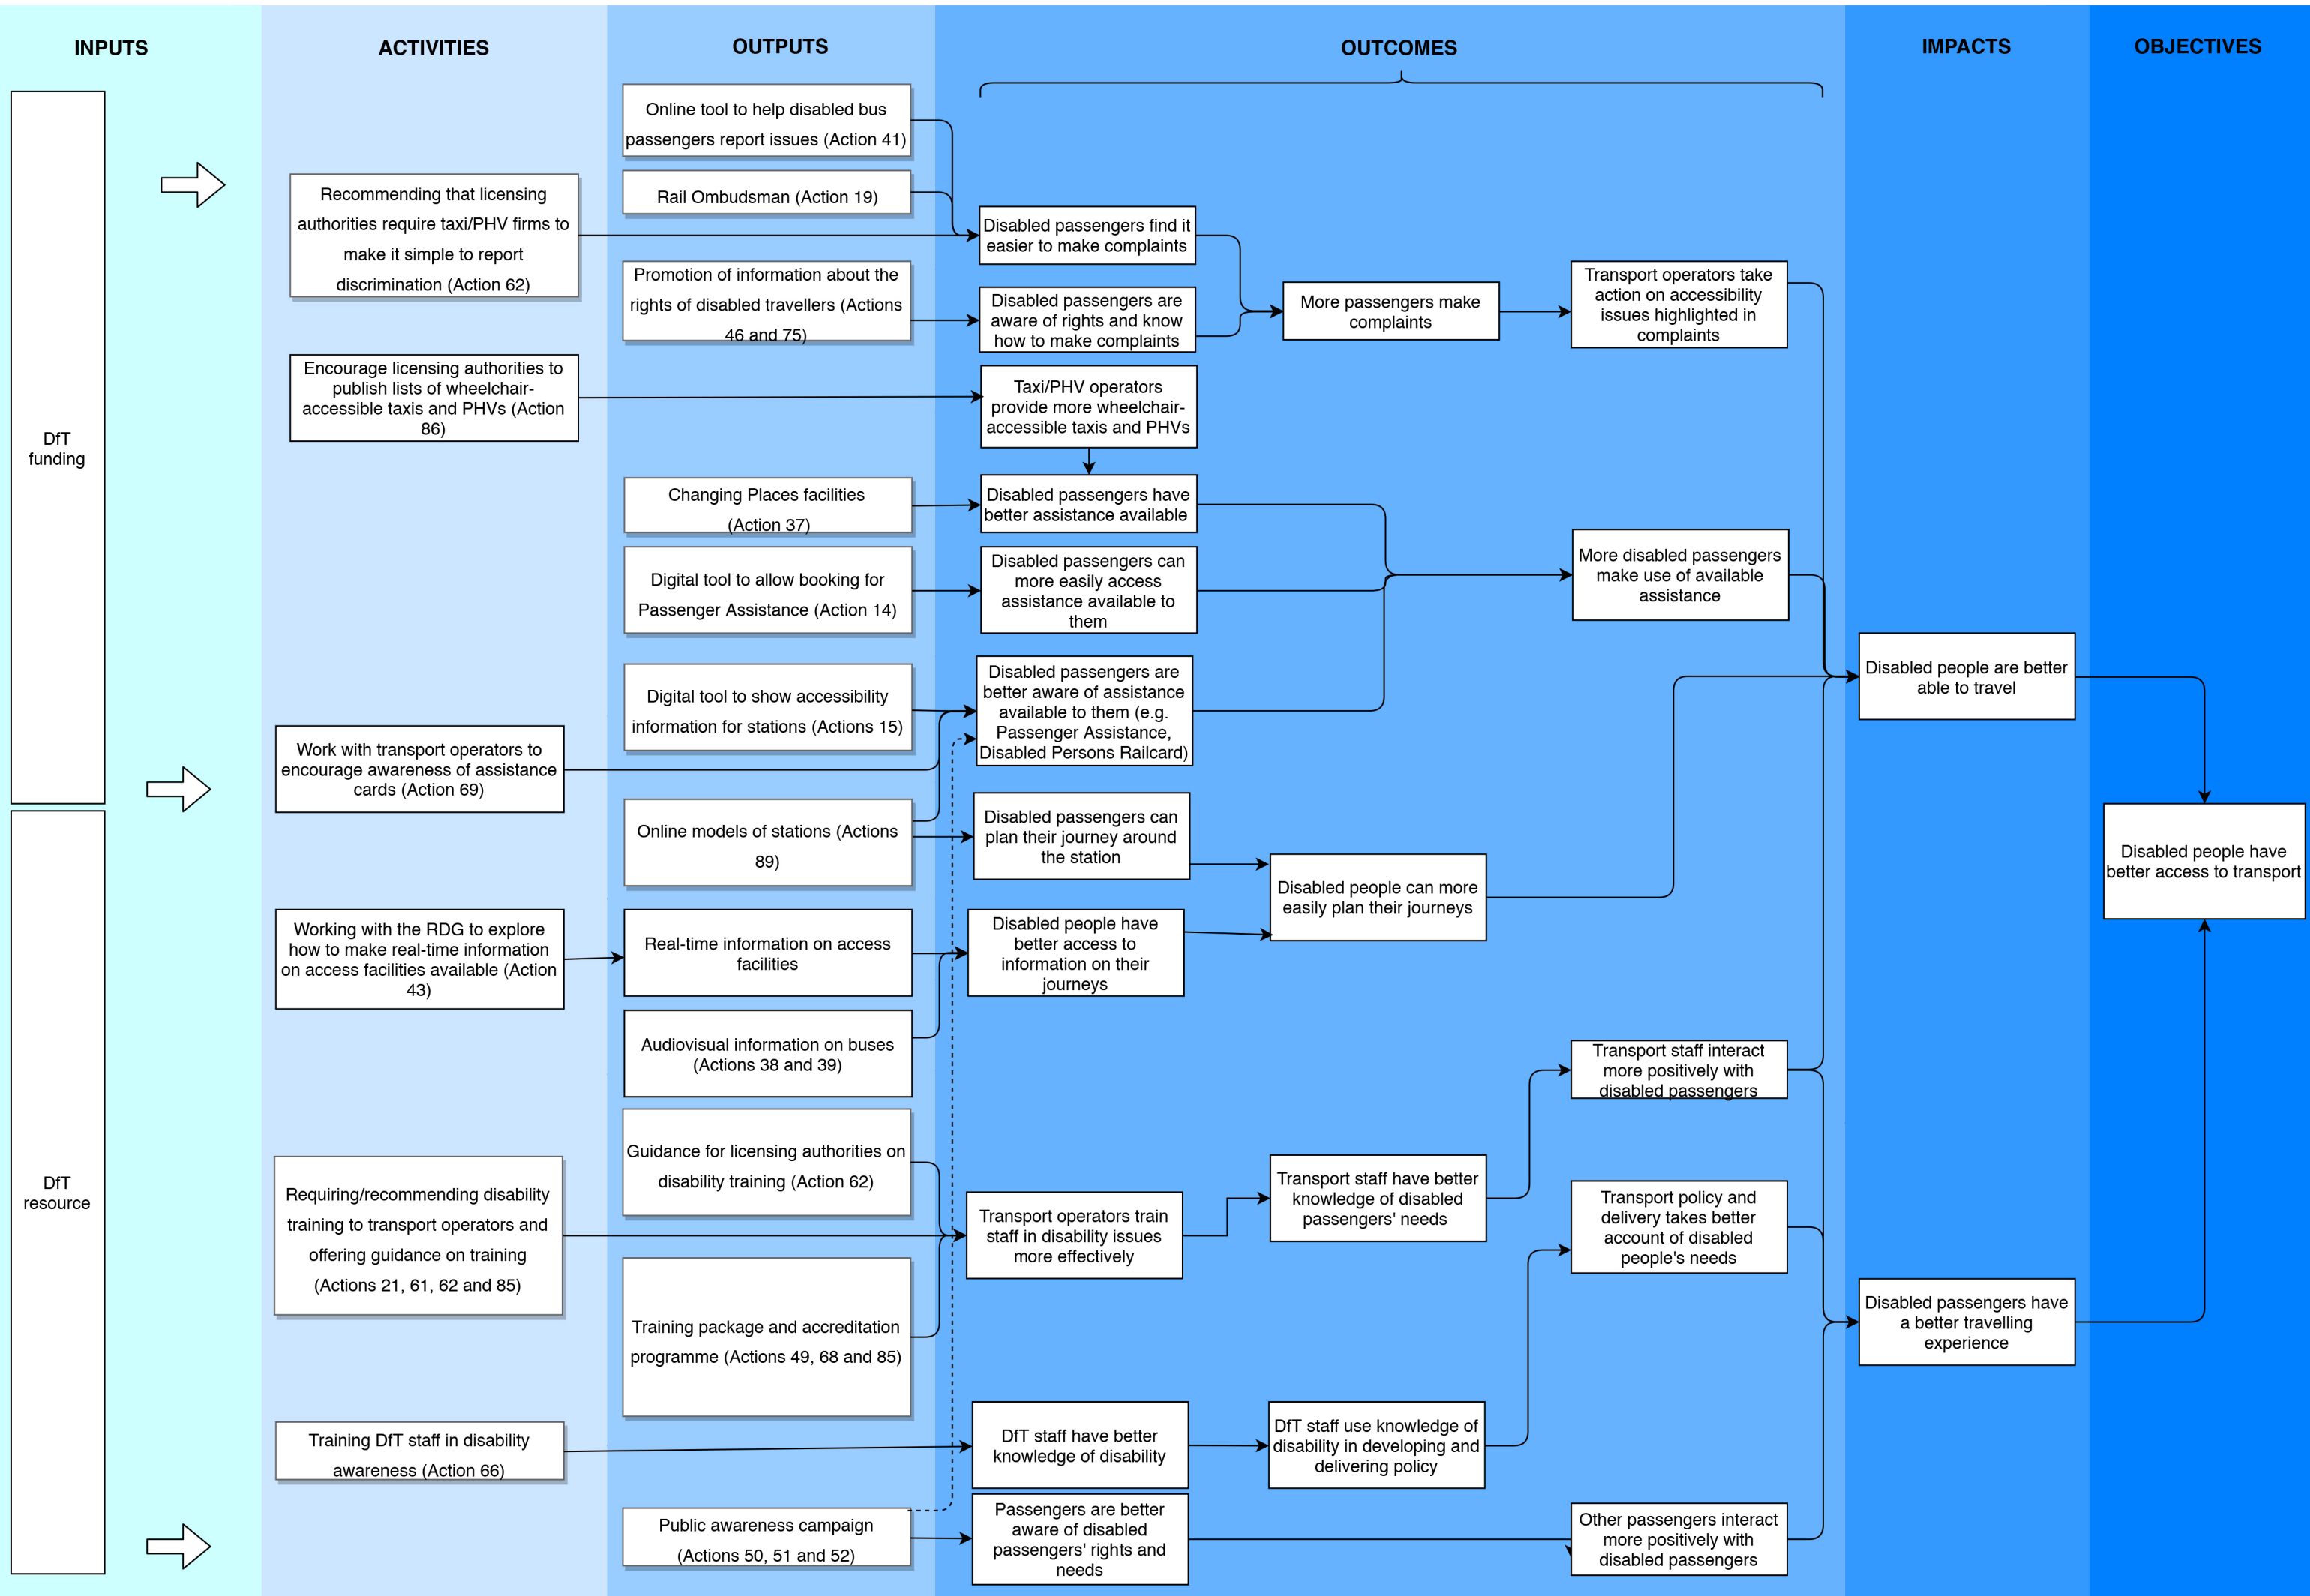 INPUTS
ACTIVITIES
OUTPUTS
OUTCOMES
IMPACTS
OBJECTIVES
DfT
funding
DfT
resource
Recommending that licensing
authorities require taxi/PHV firms to
make it simple to report
discrimination (Action 62)
Encourage licensing authorities to
publish lists of wheelchair-
accessible taxis and PHVs (Action
86)
Work with transport operators to
encourage awareness of assistance
cards (Action 69)
Working with the RDG to explore
how to make real-time information
on access facilities available (Action
43)
Requiring/recommending disability
training to transport operators and
offering guidance on training
(Actions 21, 61, 62 and 85)
Training DfT staff in disability
awareness (Action 66)
Online tool to help disabled bus
passengers report issues (Action 41)
Rail Ombudsman (Action 19)
Promotion of information about the
rights of disabled travellers (Actions
46 and 75)
Changing Places facilities
(Action 37)
Digital tool to allow booking for
Passenger Assistance (Action 14)
Digital tool to show accessibility
information for stations (Actions 15)
Online models of stations (Actions
89)
Real-time information on access
facilities
Audiovisual information on buses
(Actions 38 and 39)
Guidance for licensing authorities on
disability training (Action 62)
Training package and accreditation
programme (Actions 49, 68 and 85)
Public awareness campaign
(Actions 50, 51 and 52)
Disabled passengers find it
easier to make complaints
Disabled passengers are
aware of rights and know
how to make complaints
Taxi/PHV operators
provide more wheelchair-
accessible taxis and PHVs
Disabled passengers have
better assistance available
Disabled passengers can
more easily access
assistance available to
them
Disabled passengers are
better aware of assistance
available to them (e.g.
Passenger Assistance,
Disabled Persons Railcard)
Disabled passengers can
plan their journey around
the station
Disabled people have
better access to
information on their
journeys
Transport operators train
staff in disability issues
more effectively
DfT staff have better
knowledge of disability
Passengers are better
aware of disabled
passengers' rights and
needs
More passengers make
complaints
Disabled people can more
easily plan their journeys
Transport staff have better
knowledge of disabled
passengers' needs
DfT staff use knowledge of
disability in developing and
delivering policy
Transport operators take
action on accessibility
issues highlighted in
complaints
More disabled passengers
make use of available
assistance
Transport staff interact
more positively with
disabled passengers
Transport policy and
delivery takes better
account of disabled
people's needs
Other passengers interact
more positively with
disabled passengers
Disabled people are better
able to travel
Disabled passengers have
a better travelling
experience
Disabled people have
better access to transport